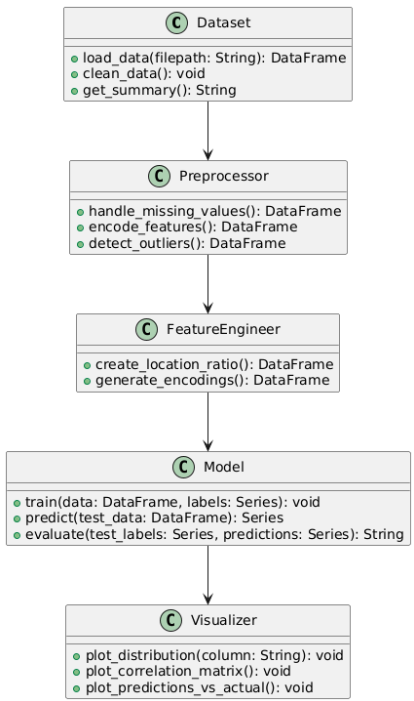 C Dataset
load_data(filepath: String): DataFrame
clean_data(): void
get_summary(): String
C Preprocessor
handle_missing_values(): DataFrame
encode_features(): DataFrame
detect_outliers(): DataFrame
C FeatureEngineer
create_location_ratio(): DataFrame
generate_encodings(): DataFrame
C Model
train(data: DataFrame, labels: Series): void
predict(test_data: DataFrame): Series
evaluate(test_labels: Series, predictions: Series): String
C Visualizer
plot_distribution(column: String): void
plot_correlation_matrix(): void
plot_predictions_vs_actual(): void